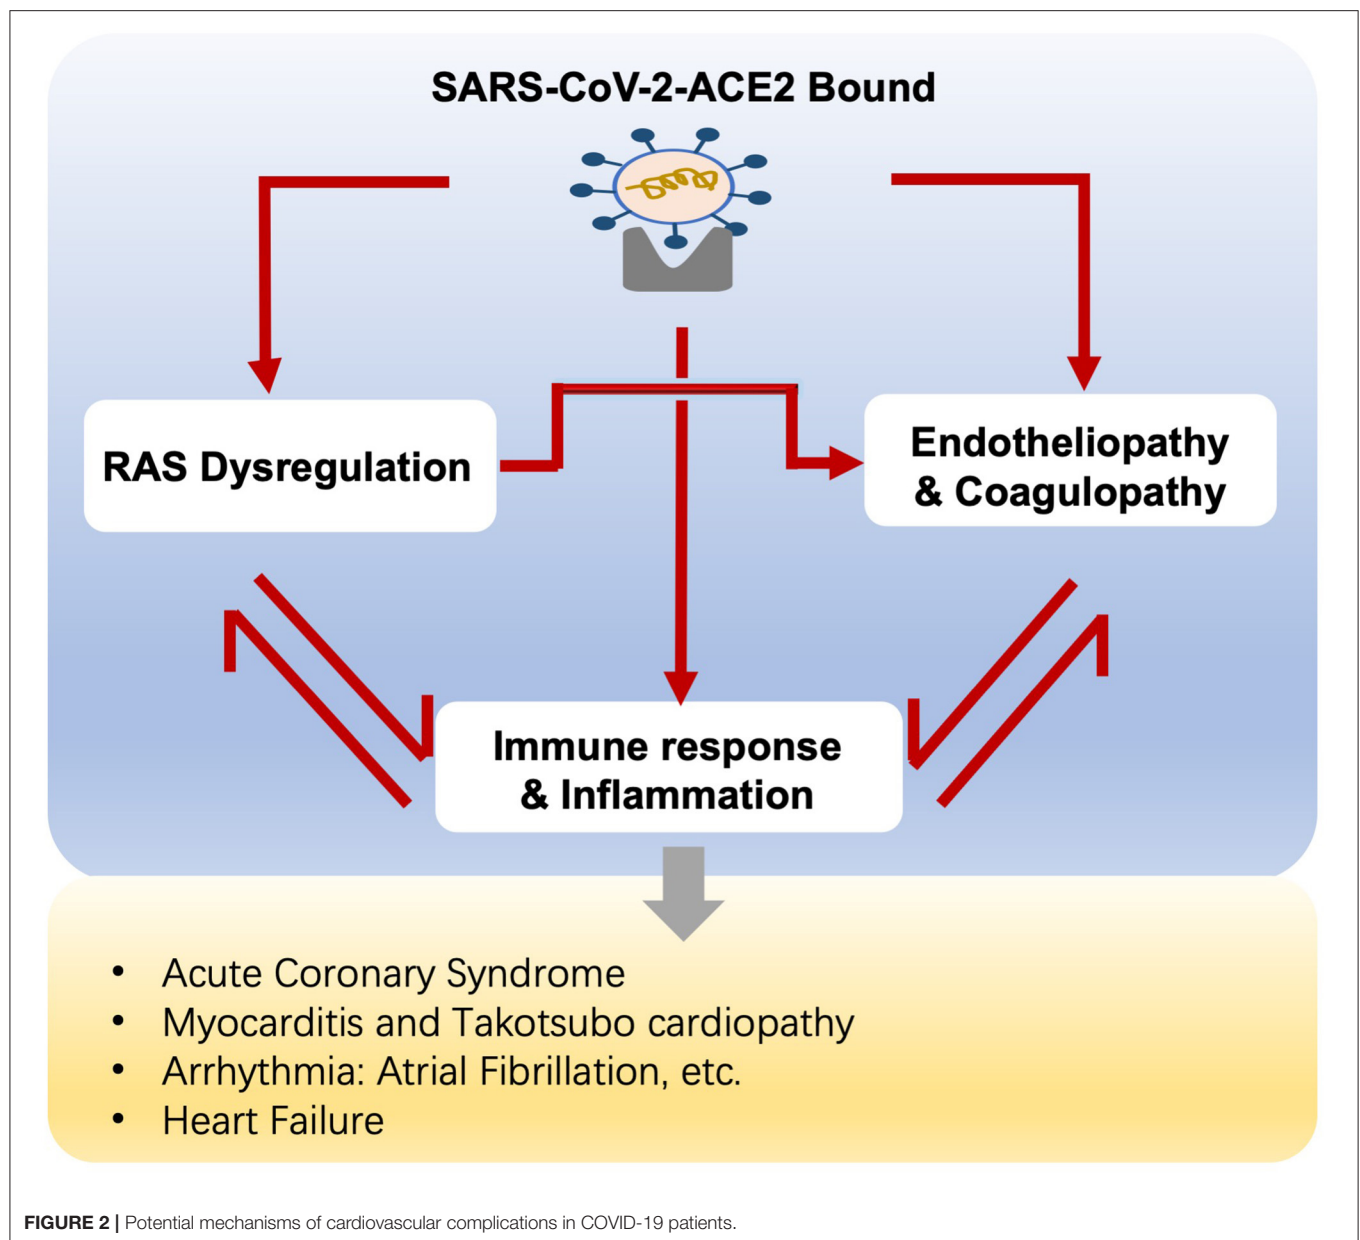 SARS-CoV-2-ACE2 Bound
RAS Dysregulation
Endotheliopathy
& Coagulopathy
Immune response
& Inflammation
• Acute Coronary Syndrome
• Myocarditis and Takotsubo cardiopathy
• Arrhythmia: Atrial Fibrillation, etc.
• Heart Failure
FIGURE 2 | Potential mechanisms of cardiovascular complications in COVID-19 patients.